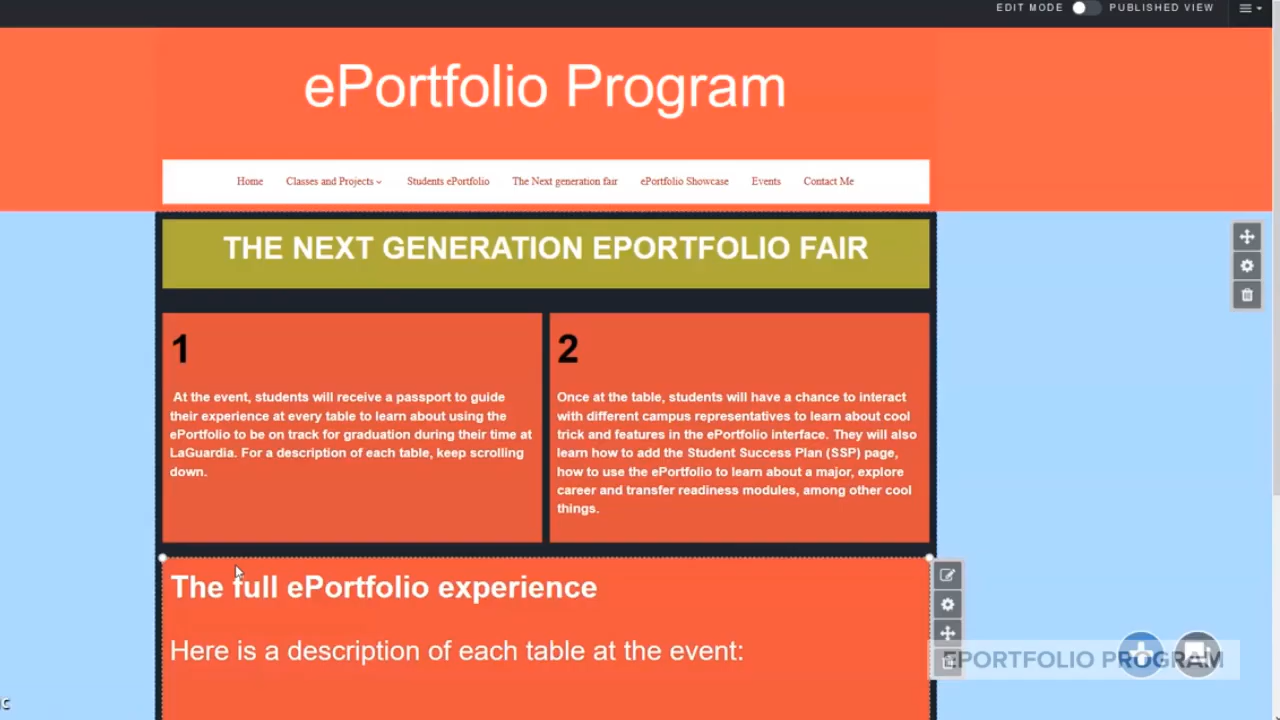 EDIT MODE PUBLISHED VIEW
ePortfolio Program
Home Classes and Projects Students ePortfolio The Next generation fair ePortfolio Showcase Events Contact Me
THE NEXT GENERATION EPORTFOLIO FAIR
1
At the event, students will receive a passport to guide
their experience at every table to learn about using the
ePortfolio to be on track for graduation during their time at
LaGuardia. For a description of each table, keep scrolling
down.
2
Once at the table, students will have a chance to interact
with different campus representatives to learn about cool
trick and features in the ePortfolio interface. They will also
learn how to add the Student Success Plan (SSP) page,
how to use the ePortfolio to learn about a major, explore
career and transfer readiness modules, among other cool
things.
The full ePortfolio experience
Here is a description of each table at the event:
EPORTFOLIO PROGRAM